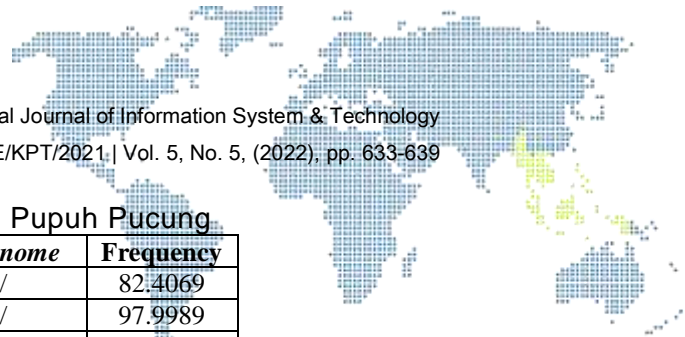 al Journal of Information System & Technology
E/KPT/2021 | Vol. 5, No. 5, (2022), pp. 633-639
Pupuh Pucung
nome Frequency
/ 82.4069
/ 97.9989